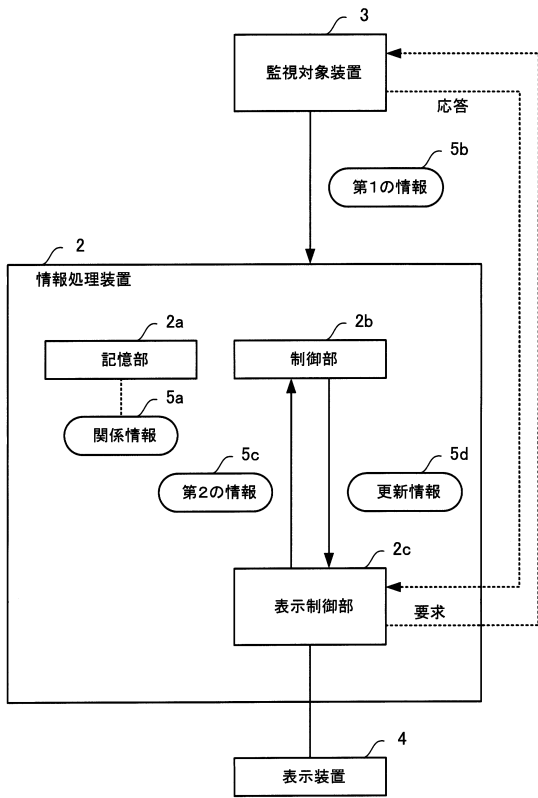 3
監視対象装置
応答
5b
第1の情報
2
情報処理装置
2a
記憶部
2b
制御部
5a
関係情報
5c
第2の情報
5d
更新情報
2c
表示制御部
要求
4
表示装置